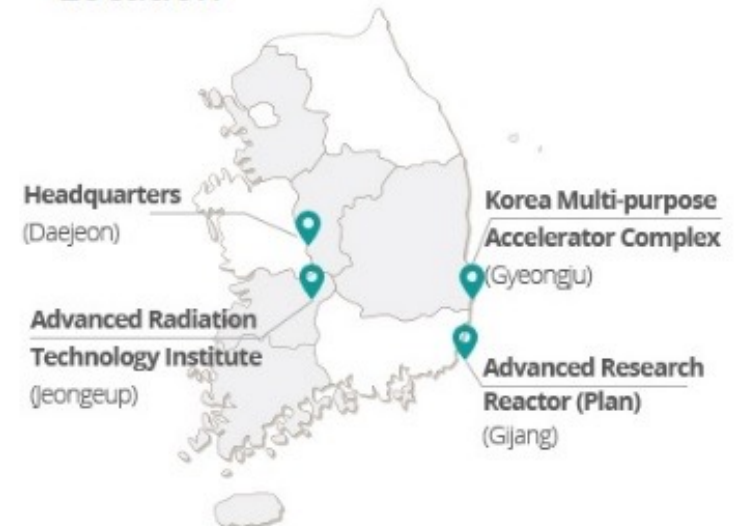 Headquarters
(Daejeon)
Korea Multi-purpose
Accelerator Complex
(Gyeongju)
Advanced Radiation
Technology Institute
(Jeongeup)
Advanced Research
Reactor (Plan)
(Gijang)